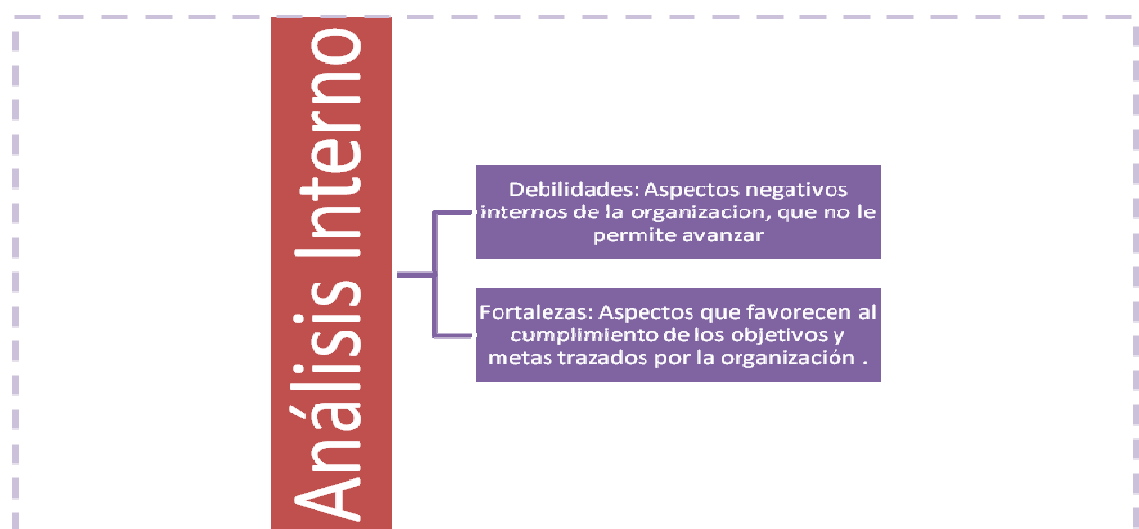 Análisis Interno
Debilidades: Aspectos negativos
internos de la organizacion, que no le
permite avanzar
Fortalezas: Aspectos que favorecen al
cumplimiento de los objetivos y
metas trazados por la organización .